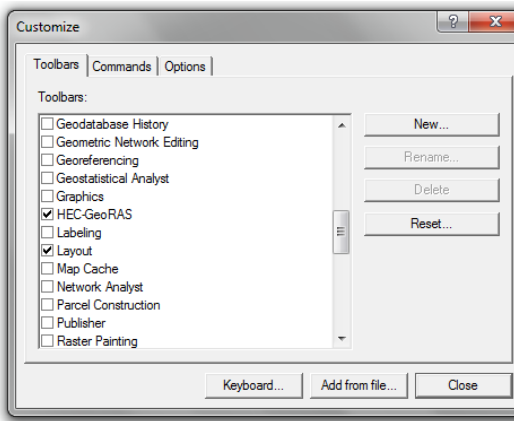 Customize
Toolbars Commands Options
Toolbars:
Geodatabase History
Geometric Network Editing
Georeferencing
Geostatistical Analyst
Graphics
HEC-GeoRAS
Labeling
Layout
Map Cache
Network Analyst
Parcel Construction
Publisher
Raster Painting
New...
Rename...
Delete
Reset...
Keyboard... Add from file... Close